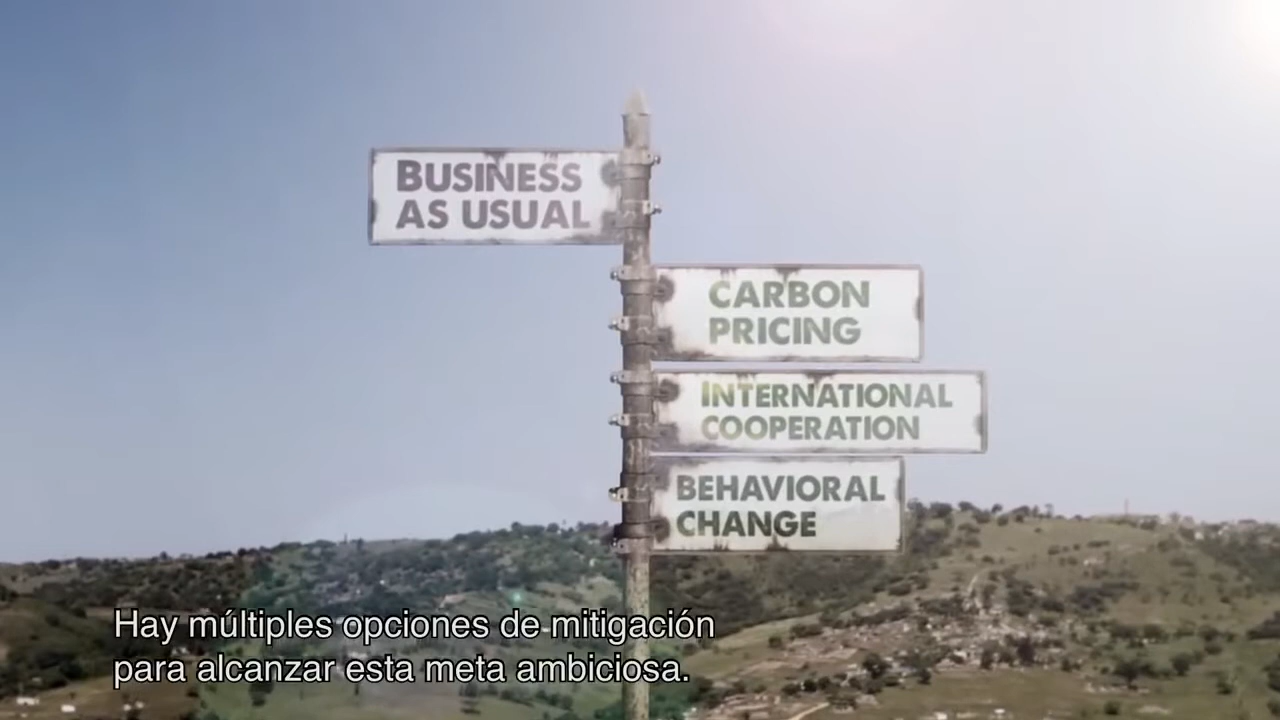 BUSINESS
AS USUAL
CARBON
PRICING
INTERNATIONAL
COOPERATION
BEHAVIORAL
CHANGE
Hay múltiples opciones de mitigación
para alcanzar esta meta ambiciosa.